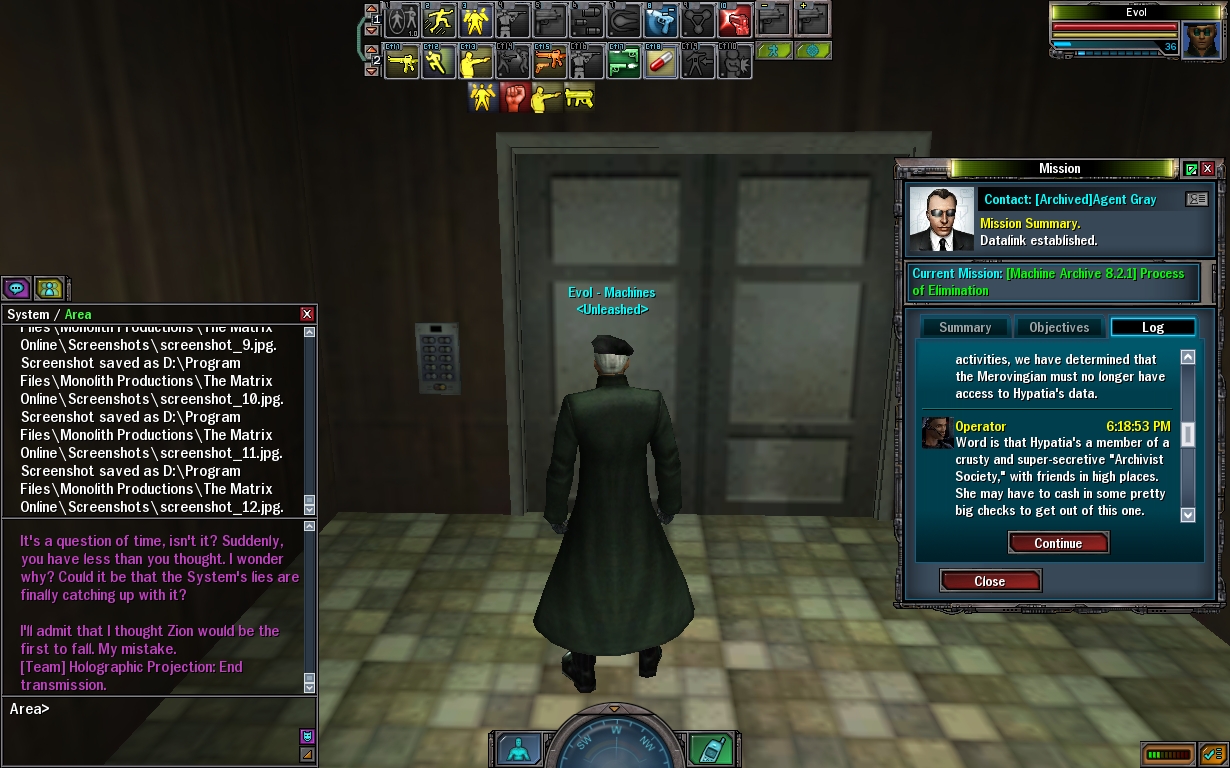 1
2
Ctrl1
Ctrl2
Ctrl3
Evol
36
Evol - Machines
<Unleashed>
Mission
Contact: [Archived]Agent Gray
Mission Summary.
Datalink established.
Current Mission: [Machine Archive 8.2.1] Process
of Elimination
Summary
Objectives
Log
activities, we have determined that
the Merovingian must no longer have
access to Hypatia's data.
Operator
6:18:53 PM
Word is that Hypatia's a member of a
crusty and super-secretive "Archivist
Society," with friends in high places.
She may have to cash in some pretty
big checks to get out of this one.
Continue
Close
System / Area
Files\Monolith Productions\The Matrix
Online\Screenshots\screenshot_9.jpg.
Screenshot saved as D:\Program
Files\Monolith Productions\The Matrix
Online\Screenshots\screenshot_10.jpg.
Screenshot saved as D:\Program
Files\Monolith Productions\The Matrix
Online\Screenshots\screenshot_11.jpg.
Screenshot saved as D:\Program
Files\Monolith Productions\The Matrix
Online\Screenshots\screenshot_12.jpg.
It's a question of time, isn't it? Suddenly,
you have less than you thought. I wonder
why? Could it be that the System's lies are
finally catching up with it?
I'll admit that I thought Zion would be the
first to fall. My mistake.
[Team] Holographic Projection: End
transmission.
Area>
SW
W
NW